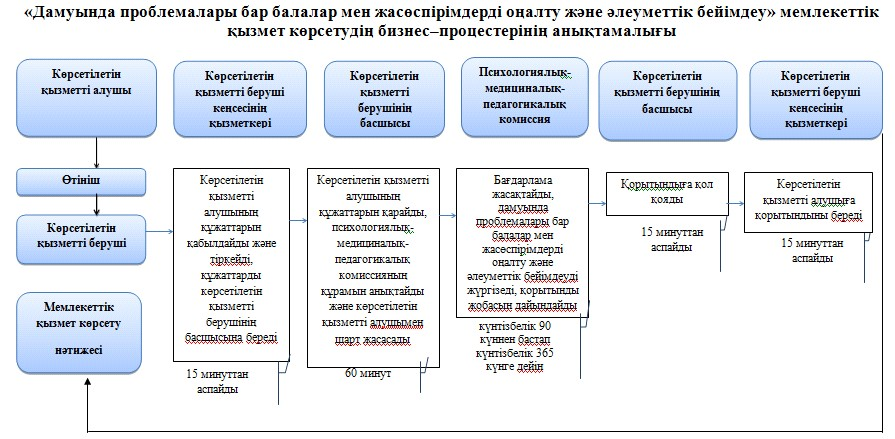 «Дамуында проблемалары бар балалар мен жасөспірімдерді оңалту және әлеуметтік бейімдеу» мемлекеттік
қызмет көрсетудің бизнес–процестерінің анықтамалығы
Көрсетілетін
қызметті алушы
Көрсетілетін
қызметті беруші
кеңсесінің
қызметкері
Көрсетілетін
қызметті
берушінің
басшысы
Психологиялық-
медициналық-
педагогикалық
комиссия
Көрсетілетін
қызметті берушінің
басшысы
Көрсетілетін
қызметті беруші
кеңсесінің
қызметкері
Өтініш
Көрсетілетін
қызметті беруші
Мемлекеттік
қызмет көрсету
нәтижесі
Көрсетілетін
қызметті
алушының
құжаттарын
қабылдайды және
тіркейді,
құжаттарды
көрсетілетін
қызметті
берушінің
басшысына береді
15 минуттан
аспайды
Көрсетілетін қызметті
алушының
құжаттарын қарайды,
психологиялық-
медициналық-
педагогикалық
комиссияның
құрамын анықтайды
және көрсетілетін
қызметті алушымен
шарт жасасады
60 минут
Бағдарлама
жасақтайды,
дамуында
проблемалары бар
балалар мен
жасөспірімдерді
оңалту және
әлеуметтік бейімдеуді
жүргізеді, қорытынды
жобасын дайындайды
күнтізбелік 90
күннен бастап
күнтізбелік 365
күнге дейін
Қорытындыға қол
қояды
15 минуттан
аспайды
Көрсетілетін
қызметті алушыға
қорытындыны береді
15 минуттан
аспайды